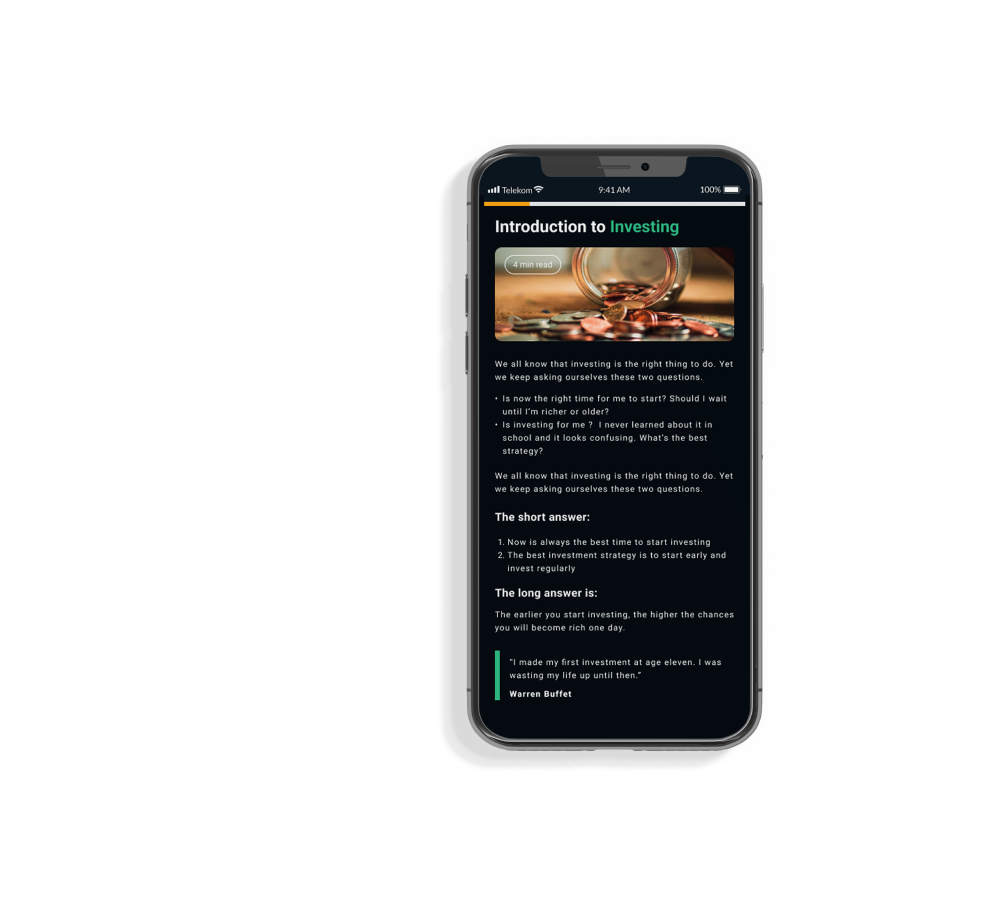 Telekom 9:41 AM 100%
Introduction to Investing
4 min read
We all know that investing is the right thing to do. Yet
we keep asking ourselves these two questions.
• Is now the right time for me to start? Should I wait
until I'm richer or older?
• Is investing for me ? I never learned about it in
school and it looks confusing. What's the best
strategy?
We all know that investing is the right thing to do. Yet
we keep asking ourselves these two questions.
The short answer:
1. Now is always the best time to start investing
2. The best investment strategy is to start early and
invest regularly
The long answer is:
The earlier you start investing, the higher the chances
you will become rich one day.
"I made my first investment at age eleven. I was
wasting my life up until then."
Warren Buffet